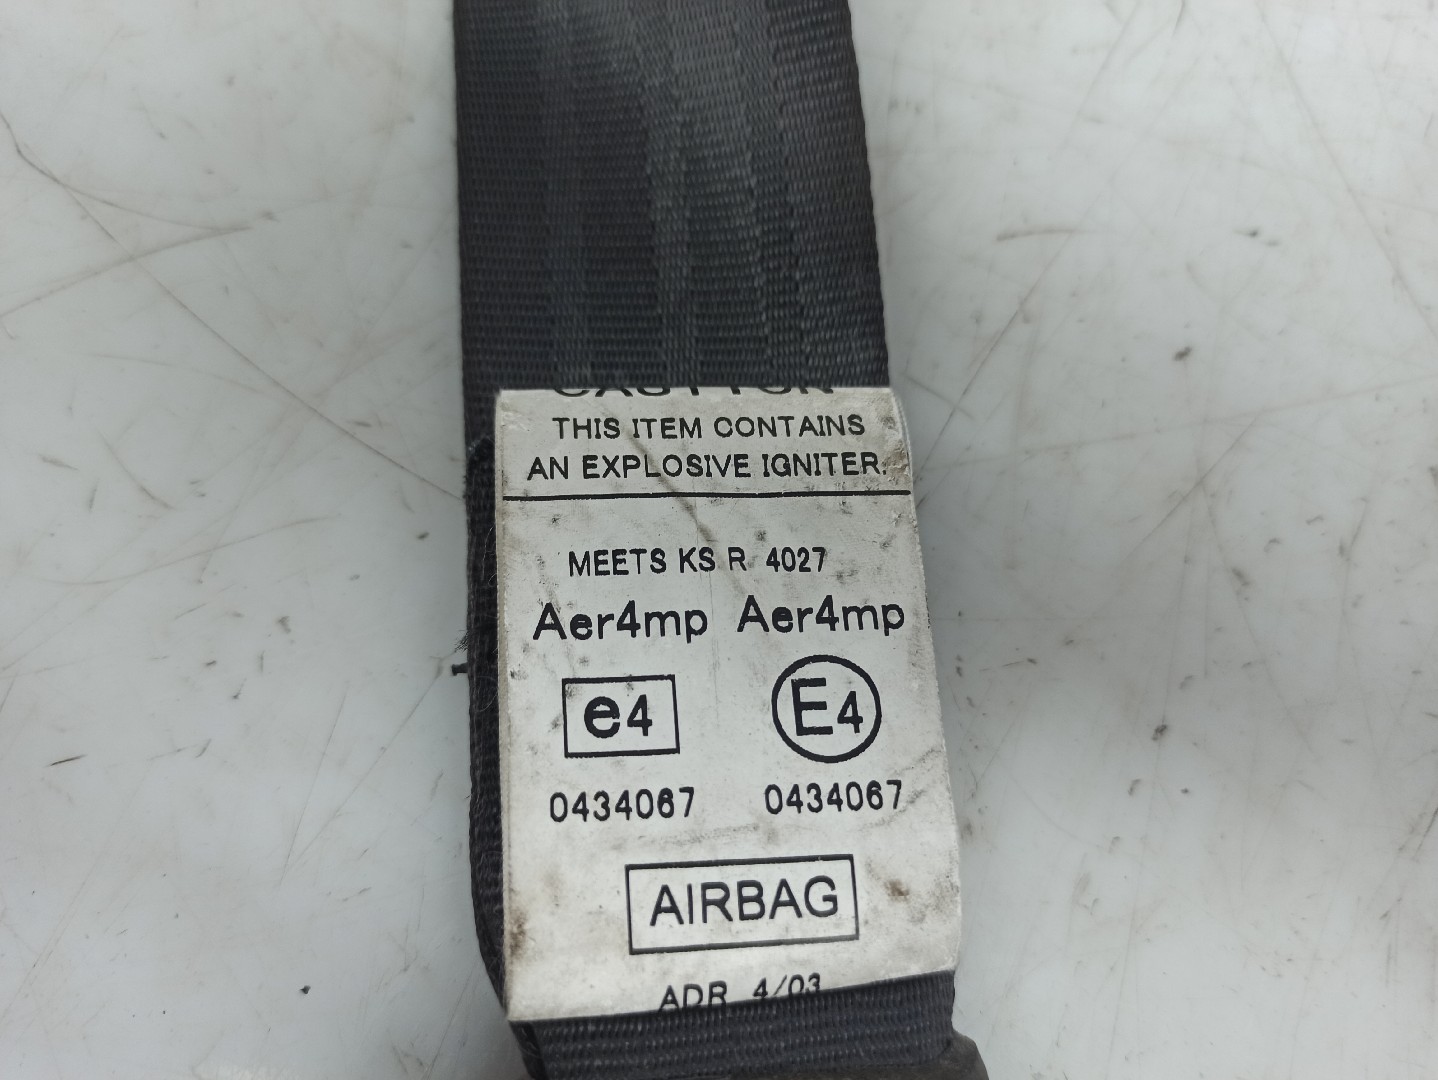 CAUTION
THIS ITEM CONTAINS
AN EXPLOSIVE IGNITER.
MEETS KS R 4027
Aer4mp Aer4mp
e4 E4
0434067 0434067
AIRBAG
ADR 4/03